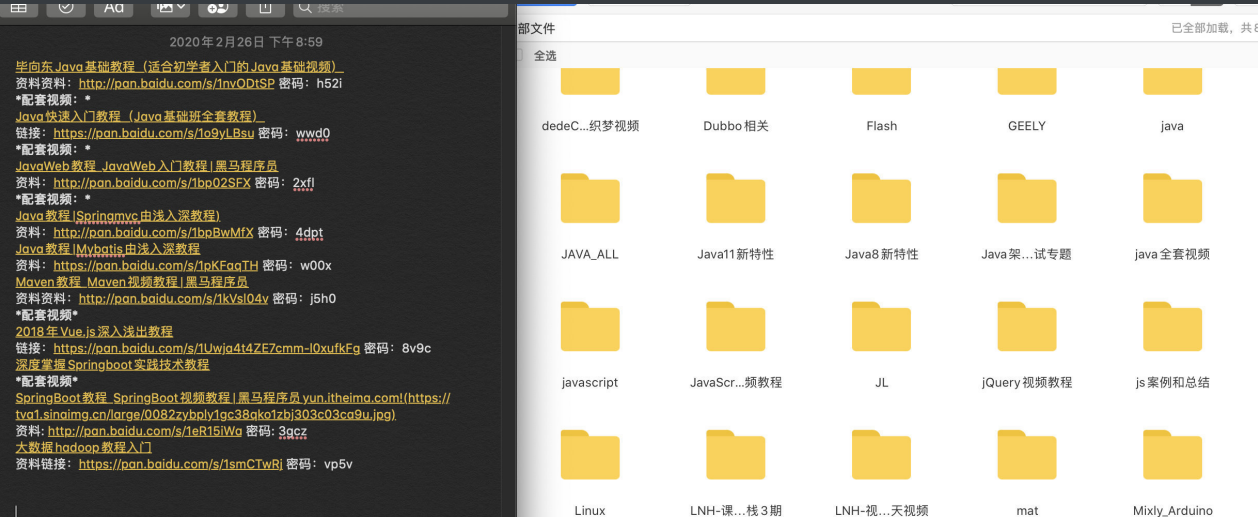 Aa
搜索
2020年2月26日 下午8:59
毕向东Java基础教程（适合初学者入门的Java基础视频）
资料资料：http://pan.baidu.com/s/1nvODtSP 密码：h52i
*配套视频：*
Java快速入门教程（Java基础班全套教程）
链接：https://pan.baidu.com/s/1o9yLBsu 密码：wwd0
*配套视频：*
JavaWeb教程_JavaWeb入门教程|黑马程序员
资料：http://pan.baidu.com/s/1bp02SFX 密码：2xfl
*配套视频：*
Java教程|Springmvc由浅入深教程)
资料：http://pan.baidu.com/s/1bpBwMfX 密码：4dpt
Java教程|Mybatis由浅入深教程
资料：https://pan.baidu.com/s/1pKFaqTH 密码：w00x
Maven教程_Maven视频教程|黑马程序员
资料资料：http://pan.baidu.com/s/1kVsl04v 密码：j5h0
*配套视频*
2018年Vue.js深入浅出教程
链接：https://pan.baidu.com/s/1Uwja4t4ZE7cmm-l0xufkFg 密码：8v9c
深度掌握Springboot实践技术教程
*配套视频*
SpringBoot教程_SpringBoot视频教程|黑马程序员yun.itheima.com!(https://
tva1.sinaimg.cn/large/0082zybply1gc38qko1zbj303c03ca9u.jpg)
资料: http://pan.baidu.com/s/1eR15iWa 密码: 3gcz
大数据hadoop教程入门
资料链接：https://pan.baidu.com/s/1smCTwRj 密码：vp5v
部文件
已全部加载，共8
全选
dedeC...织梦视频
Dubbo相关
Flash
GEELY
java
JAVA_ALL
Java11新特性
Java8新特性
Java架...试专题
java全套视频
javascript
JavaScr...频教程
JL
jQuery视频教程
js案例和总结
Linux
LNH-课...栈3期
LNH-视...天视频
mat
Mixly_Arduino